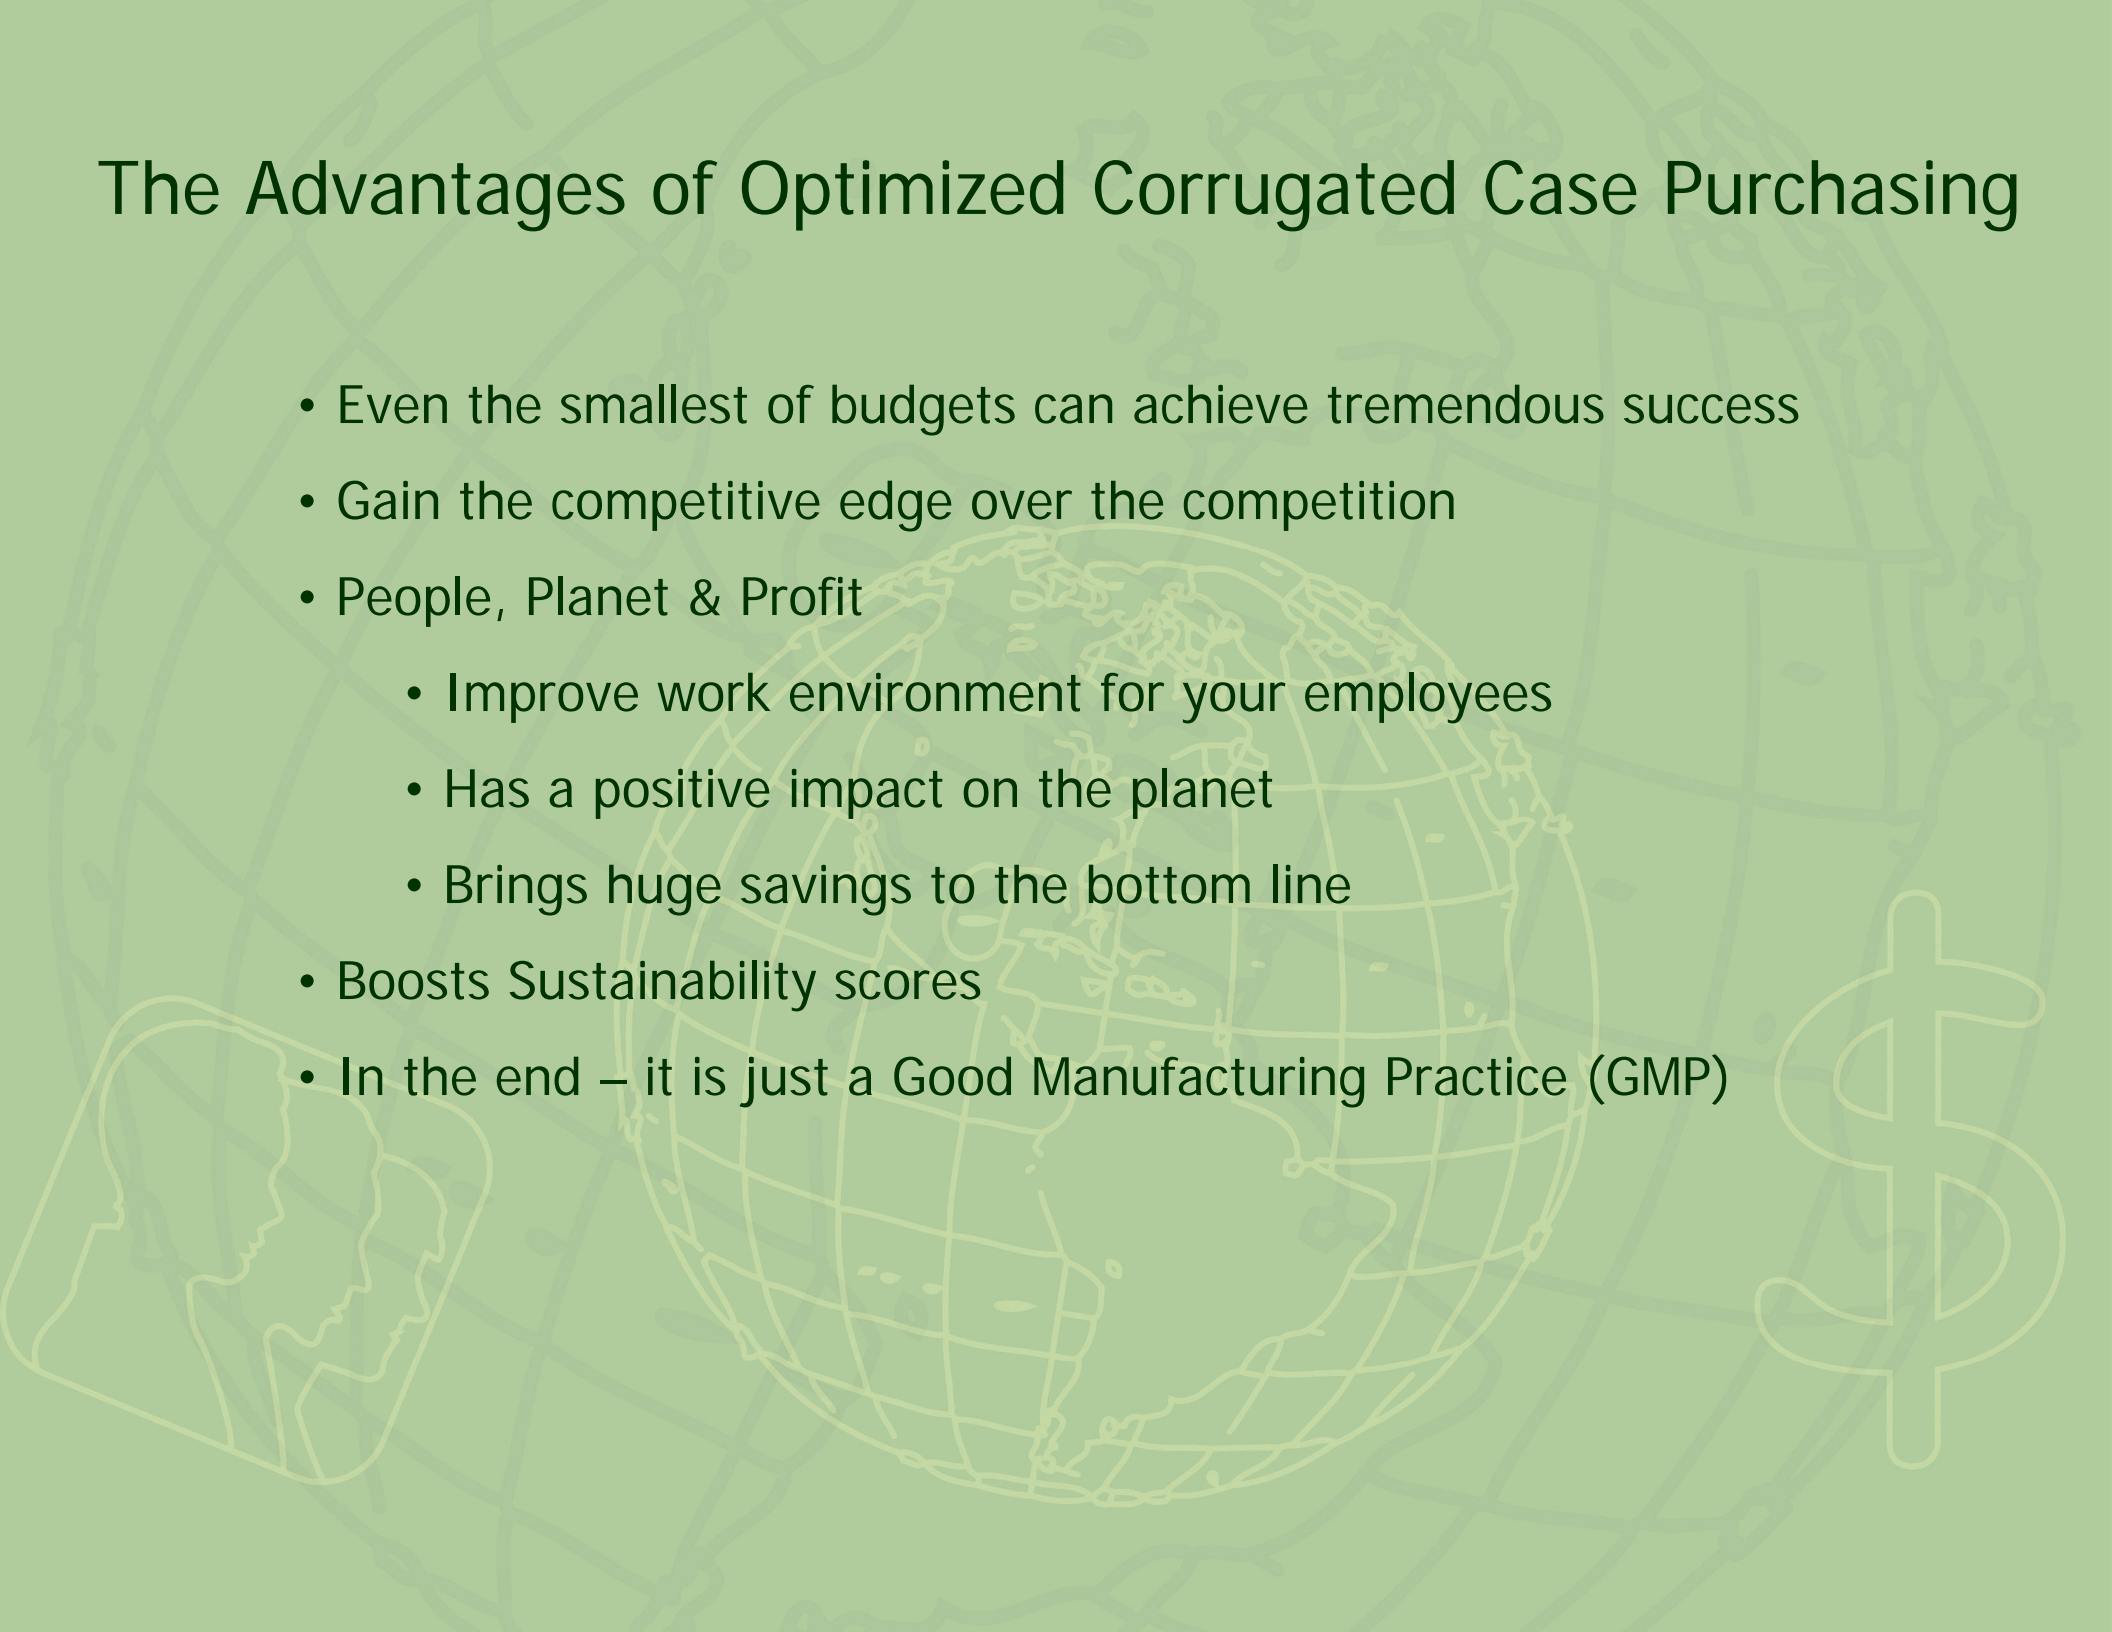 The Advantages of Optimized Corrugated Case Purchasing
• Even the smallest of budgets can achieve tremendous success
• Gain the competitive edge over the competition
• People, Planet & Profit
• Improve work environment for your employees
• Has a positive impact on the planet
• Brings huge savings to the bottom line
• Boosts Sustainability scores
• In the end – it is just a Good Manufacturing Practice (GMP)